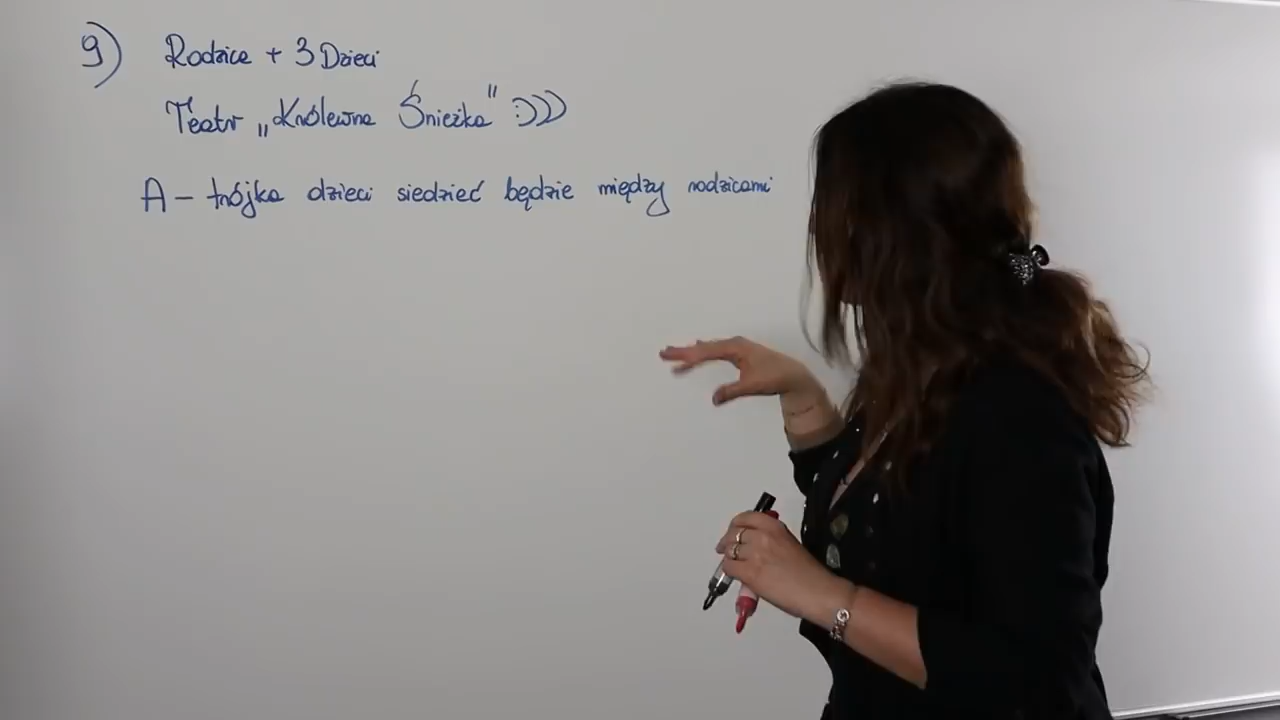 9) Rodzice + 3 Dzieci
Teatr „Królewna Śnieżka" :)))
A – trójka dzieci siedzieć będzie między rodzicami